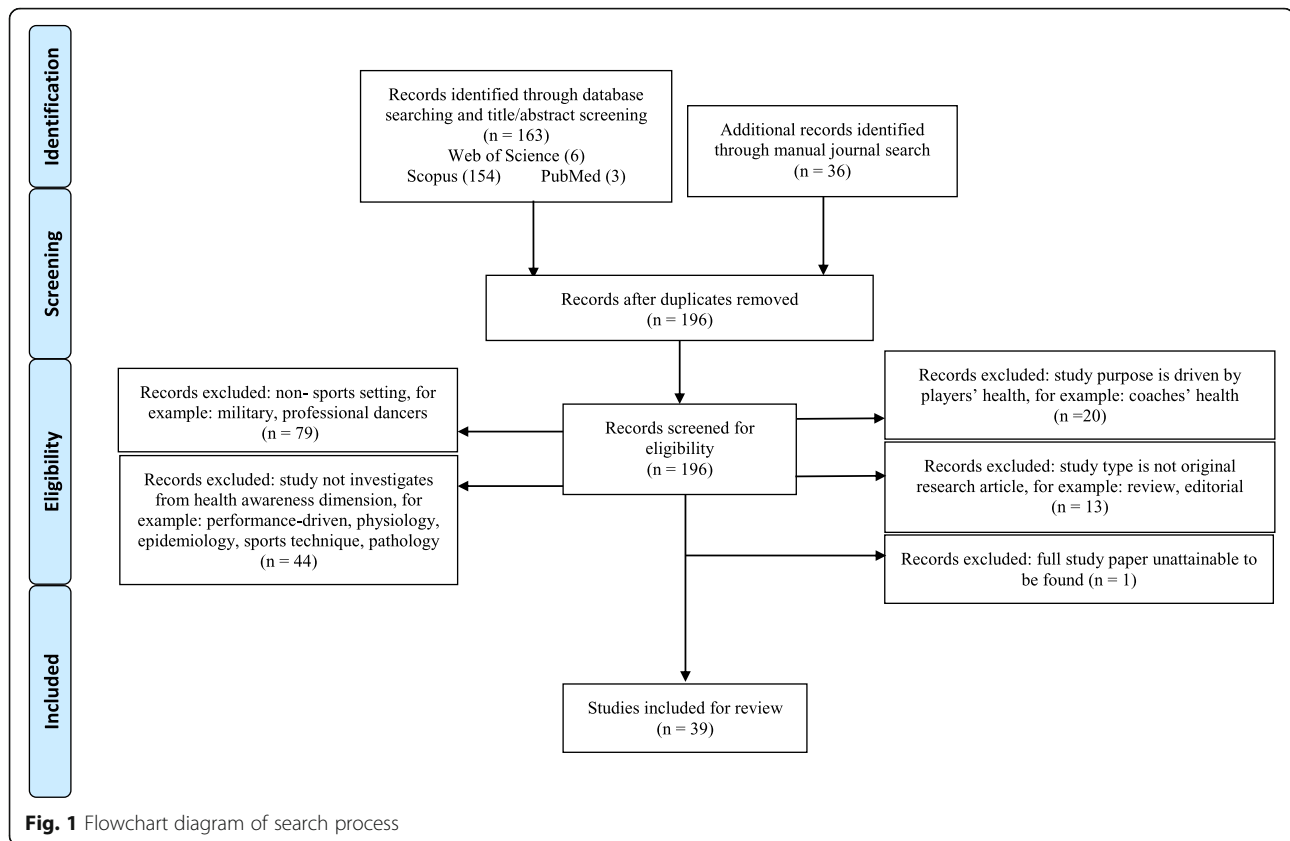 Identification
Records identified through database
searching and title/abstract screening
(n = 163)
Web of Science (6)
Scopus (154) PubMed (3)
Additional records identified
through manual journal search
(n = 36)
Screening
Records after duplicates removed
(n = 196)
Eligibility
Records excluded: non- sports setting, for
example: military, professional dancers
(n = 79)
Records excluded: study not investigates
from health awareness dimension, for
example: performance-driven, physiology,
epidemiology, sports technique, pathology
(n = 44)
Records screened for
eligibility
(n = 196)
Records excluded: study purpose is driven by
players’ health, for example: coaches’ health
(n =20)
Records excluded: study type is not original
research article, for example: review, editorial
(n = 13)
Records excluded: full study paper unattainable to
be found (n = 1)
Included
Studies included for review
(n = 39)
Fig. 1 Flowchart diagram of search process